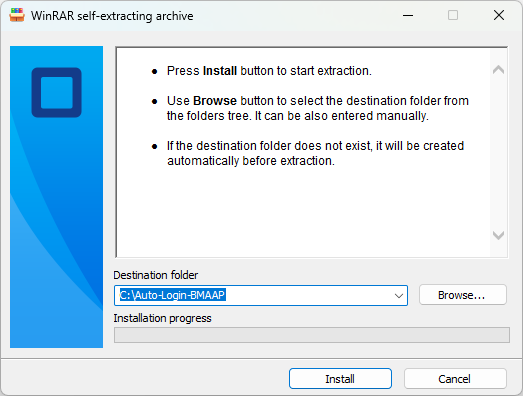 WinRAR self-extracting archive
• Press Install button to start extraction.
• Use Browse button to select the destination folder from
the folders tree. It can be also entered manually.
• If the destination folder does not exist, it will be created
automatically before extraction.
Destination folder
C:\Auto-Login-BMAAP
Browse...
Installation progress
Install
Cancel